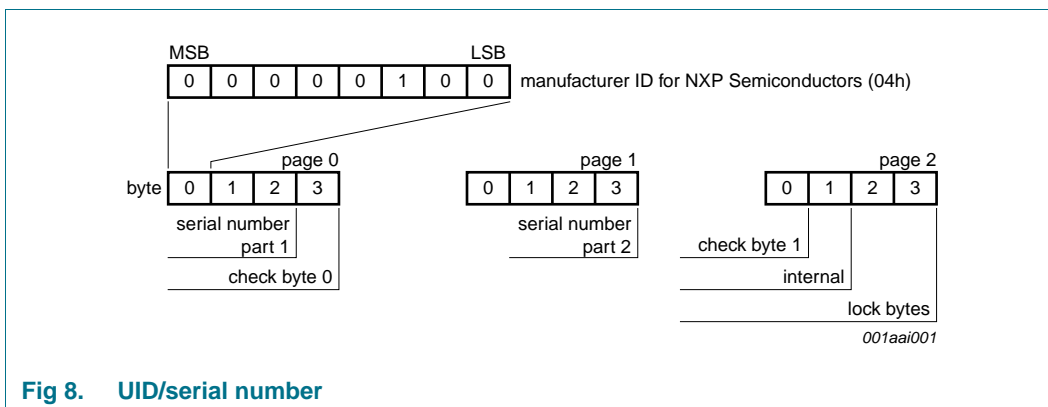 MSB LSB
0 0 0 0 0 1 0 0 manufacturer ID for NXP Semiconductors (04h)
page 0 page 1 page 2
byte 0 1 2 3 0 1 2 3 0 1 2 3
serial number
part 1
check byte 0
serial number
part 2
check byte 1
internal
lock bytes
001aai001
Fig 8. UID/serial number